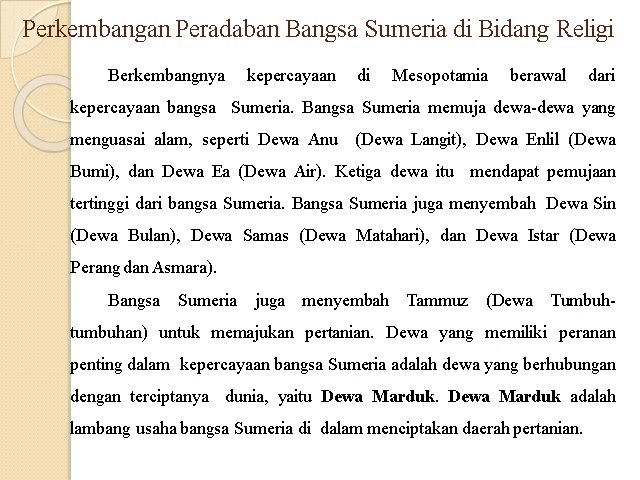 Perkembangan Peradaban Bangsa Sumeria di Bidang Religi
Berkembangnya kepercayaan di Mesopotamia berawal dari
kepercayaan bangsa Sumeria. Bangsa Sumeria memuja dewa-dewa yang
menguasai alam, seperti Dewa Anu (Dewa Langit), Dewa Enlil (Dewa
Bumi), dan Dewa Ea (Dewa Air). Ketiga dewa itu mendapat pemujaan
tertinggi dari bangsa Sumeria. Bangsa Sumeria juga menyembah Dewa Sin
(Dewa Bulan), Dewa Samas (Dewa Matahari), dan Dewa Istar (Dewa
Perang dan Asmara).
Bangsa Sumeria juga menyembah Tammuz (Dewa Tumbuh-
tumbuhan) untuk memajukan pertanian. Dewa yang memiliki peranan
penting dalam kepercayaan bangsa Sumeria adalah dewa yang berhubungan
dengan terciptanya dunia, yaitu Dewa Marduk. Dewa Marduk adalah
lambang usaha bangsa Sumeria di dalam menciptakan daerah pertanian.